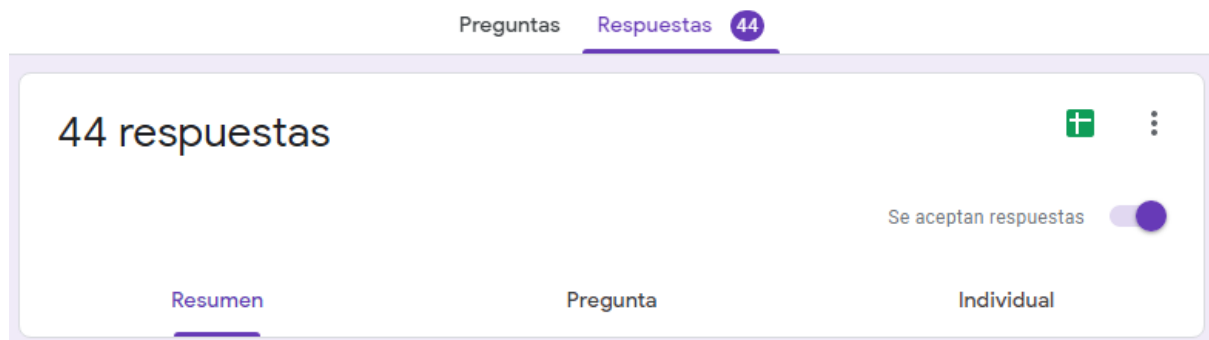 Preguntas Respuestas 44
44 respuestas
Se aceptan respuestas
Resumen Pregunta Individual